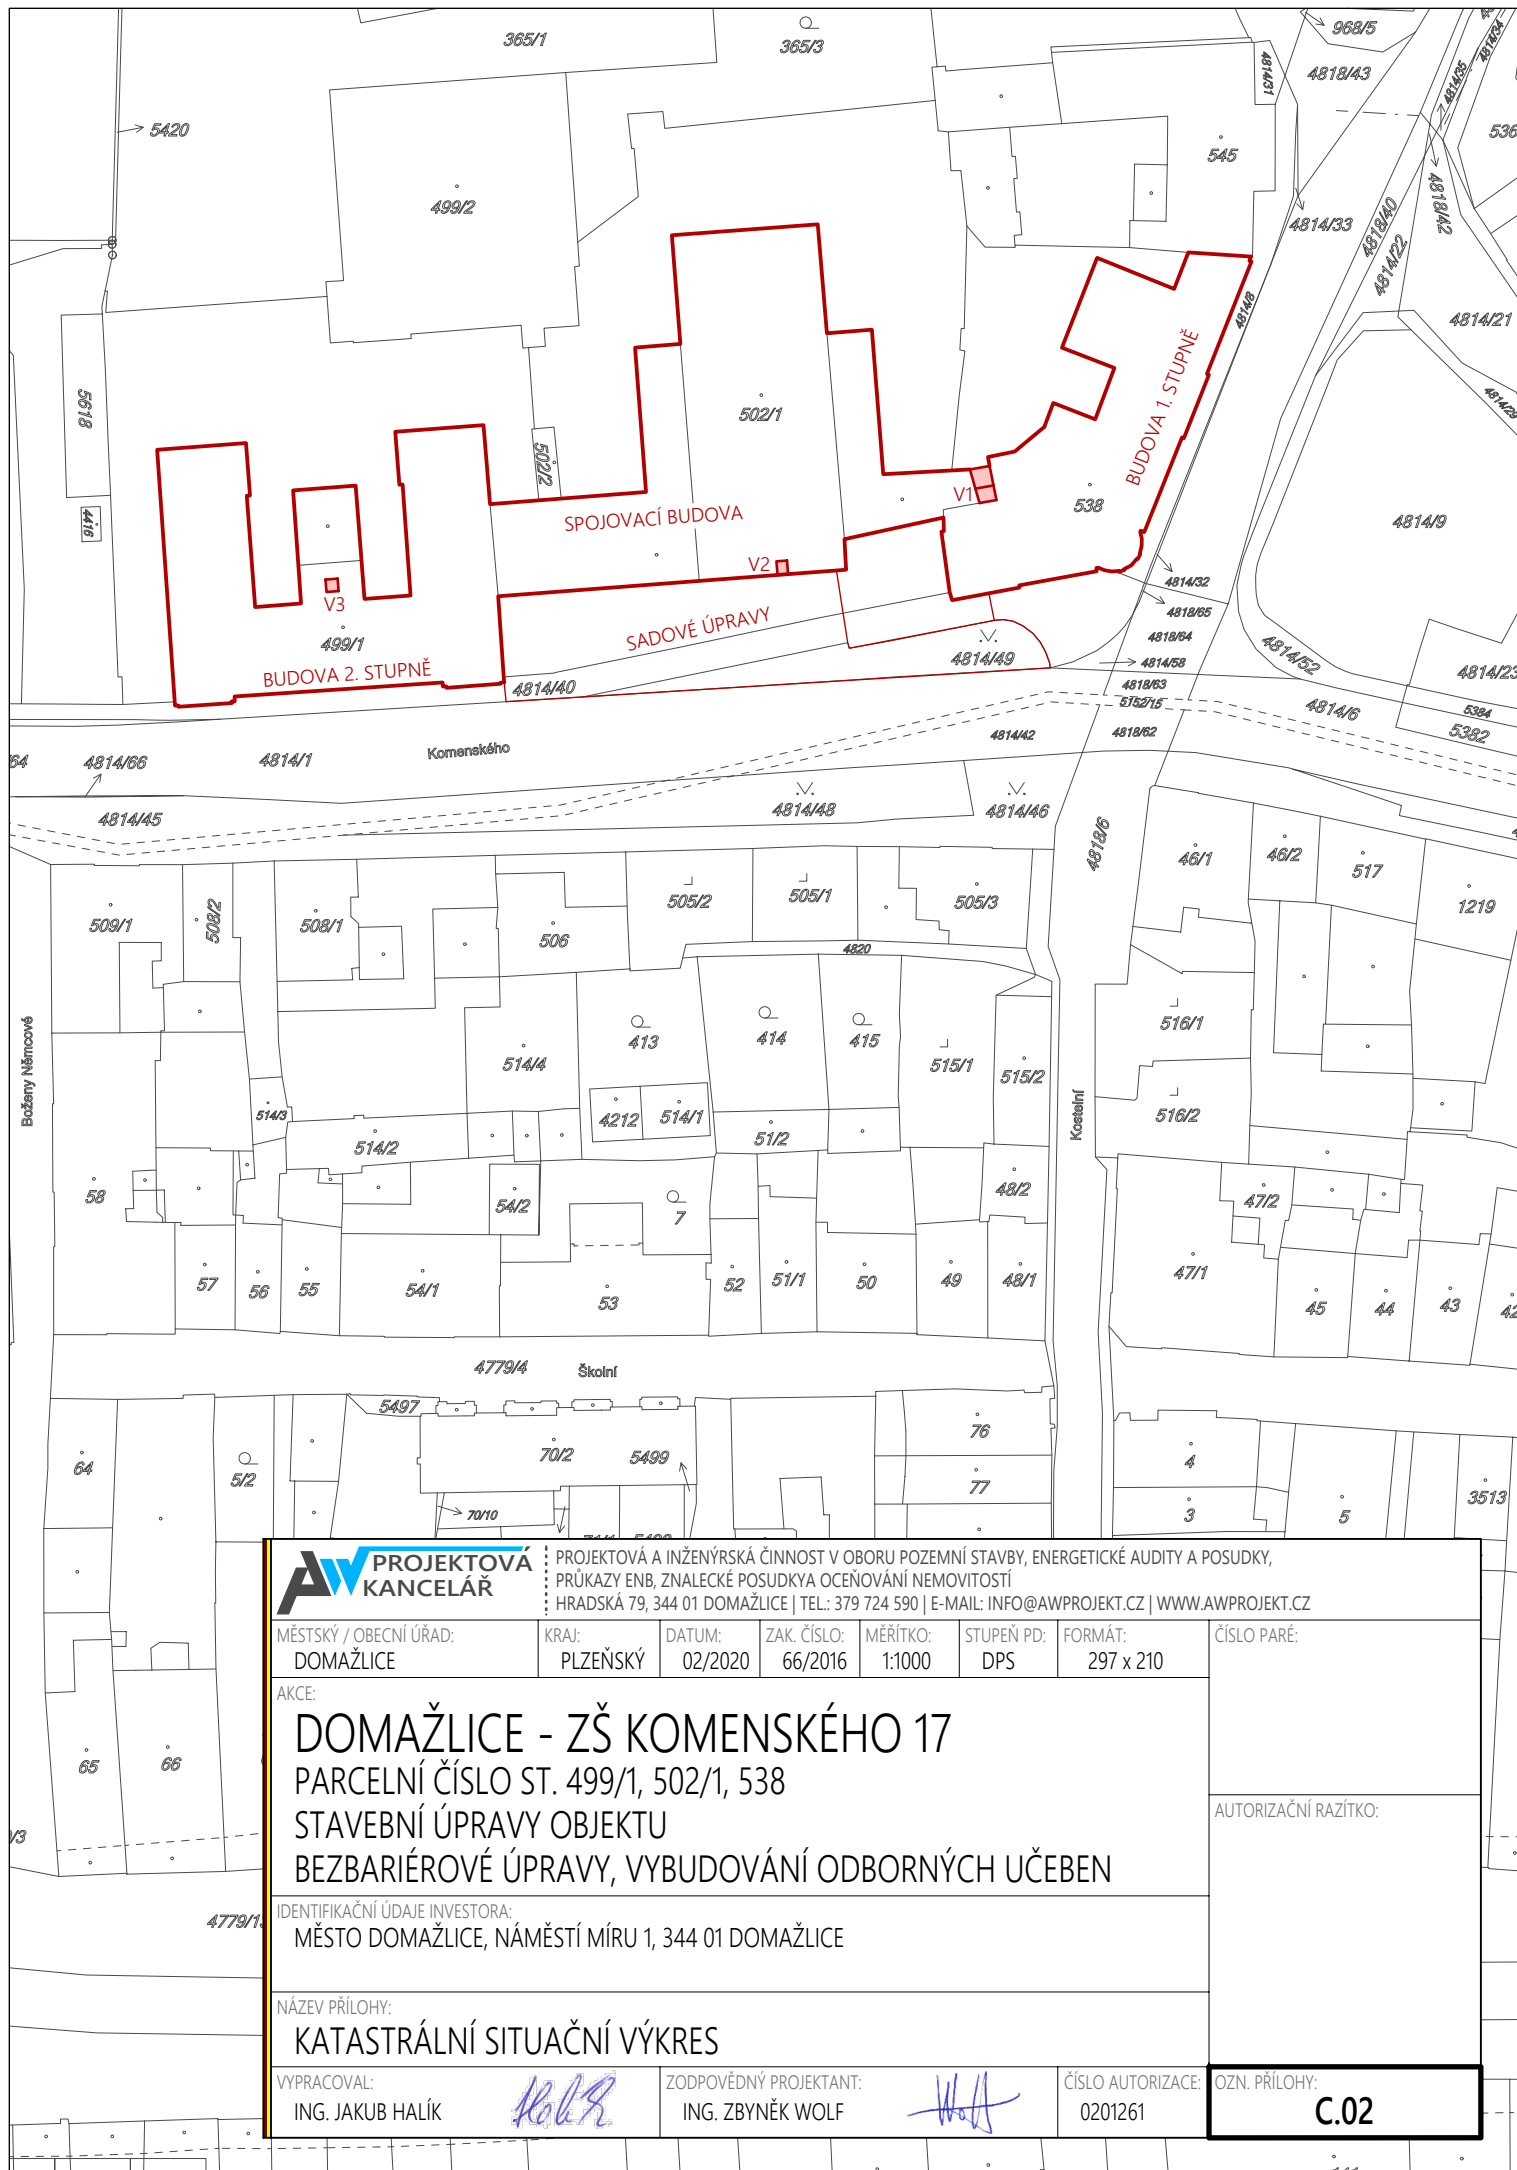 365/1
365/3
968/5
4814/34
4818/43
4814/31
4814/35
5420
536
545
499/2
4818/42
4818/40
4814/33
4814/22
4814/8
4814/21
5618
502/1
BUDOVA 1. STUPNĚ
4814/29
502/2
4416
V1
538
SPOJOVACÍ BUDOVA
4814/9
V2
V3
4814/32
499/1
SADOVÉ ÚPRAVY
4818/65
4818/64
BUDOVA 2. STUPNĚ
4814/49
4814/58
4814/52
4814/23
4814/40
4818/63
5152/15
4814/6
5384
5382
4814/42
4818/62
64
4814/66
4814/1
Komenského
4814/45
4814/48
4814/46
4818/6
46/1
46/2
517
1219
509/1
508/2
508/1
506
505/2
505/1
505/3
4820
Boženy Němcové
514/4
413
414
415
515/1
515/2
516/1
514/3
514/2
4212
514/1
51/2
Kostelní
516/2
58
54/2
7
48/2
47/2
57
56
55
54/1
53
52
51/1
50
49
48/1
47/1
45
44
43
42
4779/4
Školní
5497
64
5/2
70/2
5499
76
77
4
3
5
3513
70/10
65
66
4779/1
PROJEKTOVÁ
KANCELÁŘ
PROJEKTOVÁ A INŽENÝRSKÁ ČINNOST V OBORU POZEMNÍ STAVBY, ENERGETICKÉ AUDITY A POSUDKY,
PRŮKAZY ENB, ZNALECKÉ POSUDKYA OCEŇOVÁNÍ NEMOVITOSTÍ
HRADSKÁ 79, 344 01 DOMAŽLICE | TEL.: 379 724 590 | E-MAIL: INFO@AWPROJEKT.CZ | WWW.AWPROJEKT.CZ
MĚSTSKÝ / OBECNÍ ÚŘAD:
DOMAŽLICE
KRAJ:
PLZEŇSKÝ
DATUM:
02/2020
ZAK. ČÍSLO:
66/2016
MĚŘÍTKO:
1:1000
STUPEŇ PD:
DPS
FORMÁT:
297 x 210
ČÍSLO PARÉ:
AKCE:
DOMAŽLICE - ZŠ KOMENSKÉHO 17
PARCELNÍ ČÍSLO ST. 499/1, 502/1, 538
STAVEBNÍ ÚPRAVY OBJEKTU
BEZBARIÉROVÉ ÚPRAVY, VYBUDOVÁNÍ ODBORNÝCH UČEBEN
AUTORIZAČNÍ RAZÍTKO:
IDENTIFIKAČNÍ ÚDAJE INVESTORA:
MĚSTO DOMAŽLICE, NÁMĚSTÍ MÍRU 1, 344 01 DOMAŽLICE
NÁZEV PŘÍLOHY:
KATASTRÁLNÍ SITUAČNÍ VÝKRES
VYPRACOVAL:
ING. JAKUB HALÍK
ZODPOVĚDNÝ PROJEKTANT:
ING. ZBYNĚK WOLF
ČÍSLO AUTORIZACE:
0201261
OZN. PŘÍLOHY:
C.02